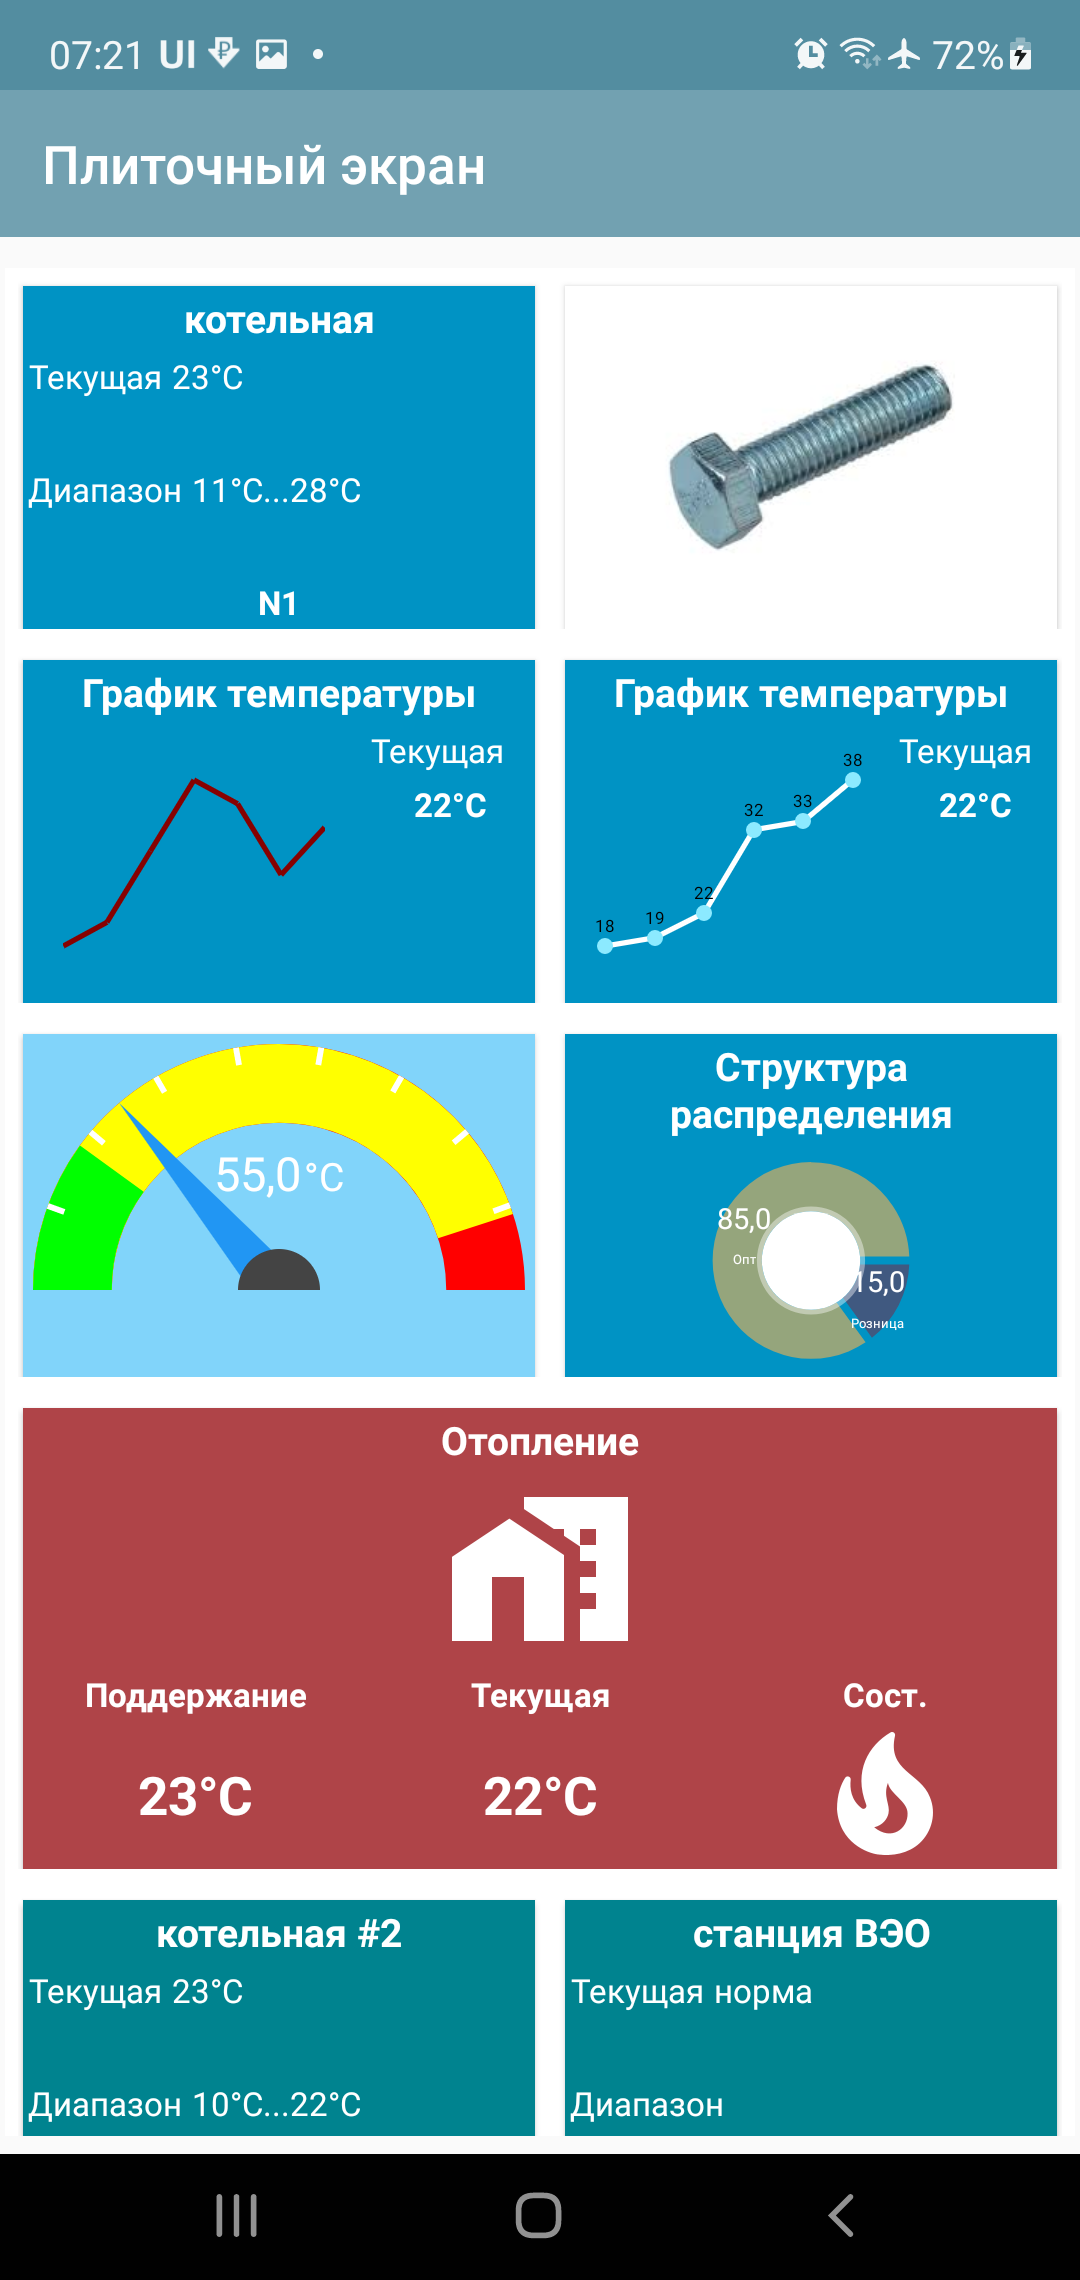 07:21 UI 72%
Плиточный экран
котельная
Текущая 23°C
Диапазон 11°C...28°C
N1
График температуры
Текущая
22°C
График температуры
Текущая
22°C
38
33
32
22
19
18
55,0°C
Структура
распределения
85,0
Опт
15,0
Розница
Отопление
Поддержание Текущая Сост.
23°C 22°C
котельная #2
Текущая 23°C
Диапазон 10°C...22°C
станция ВЭО
Текущая норма
Диапазон